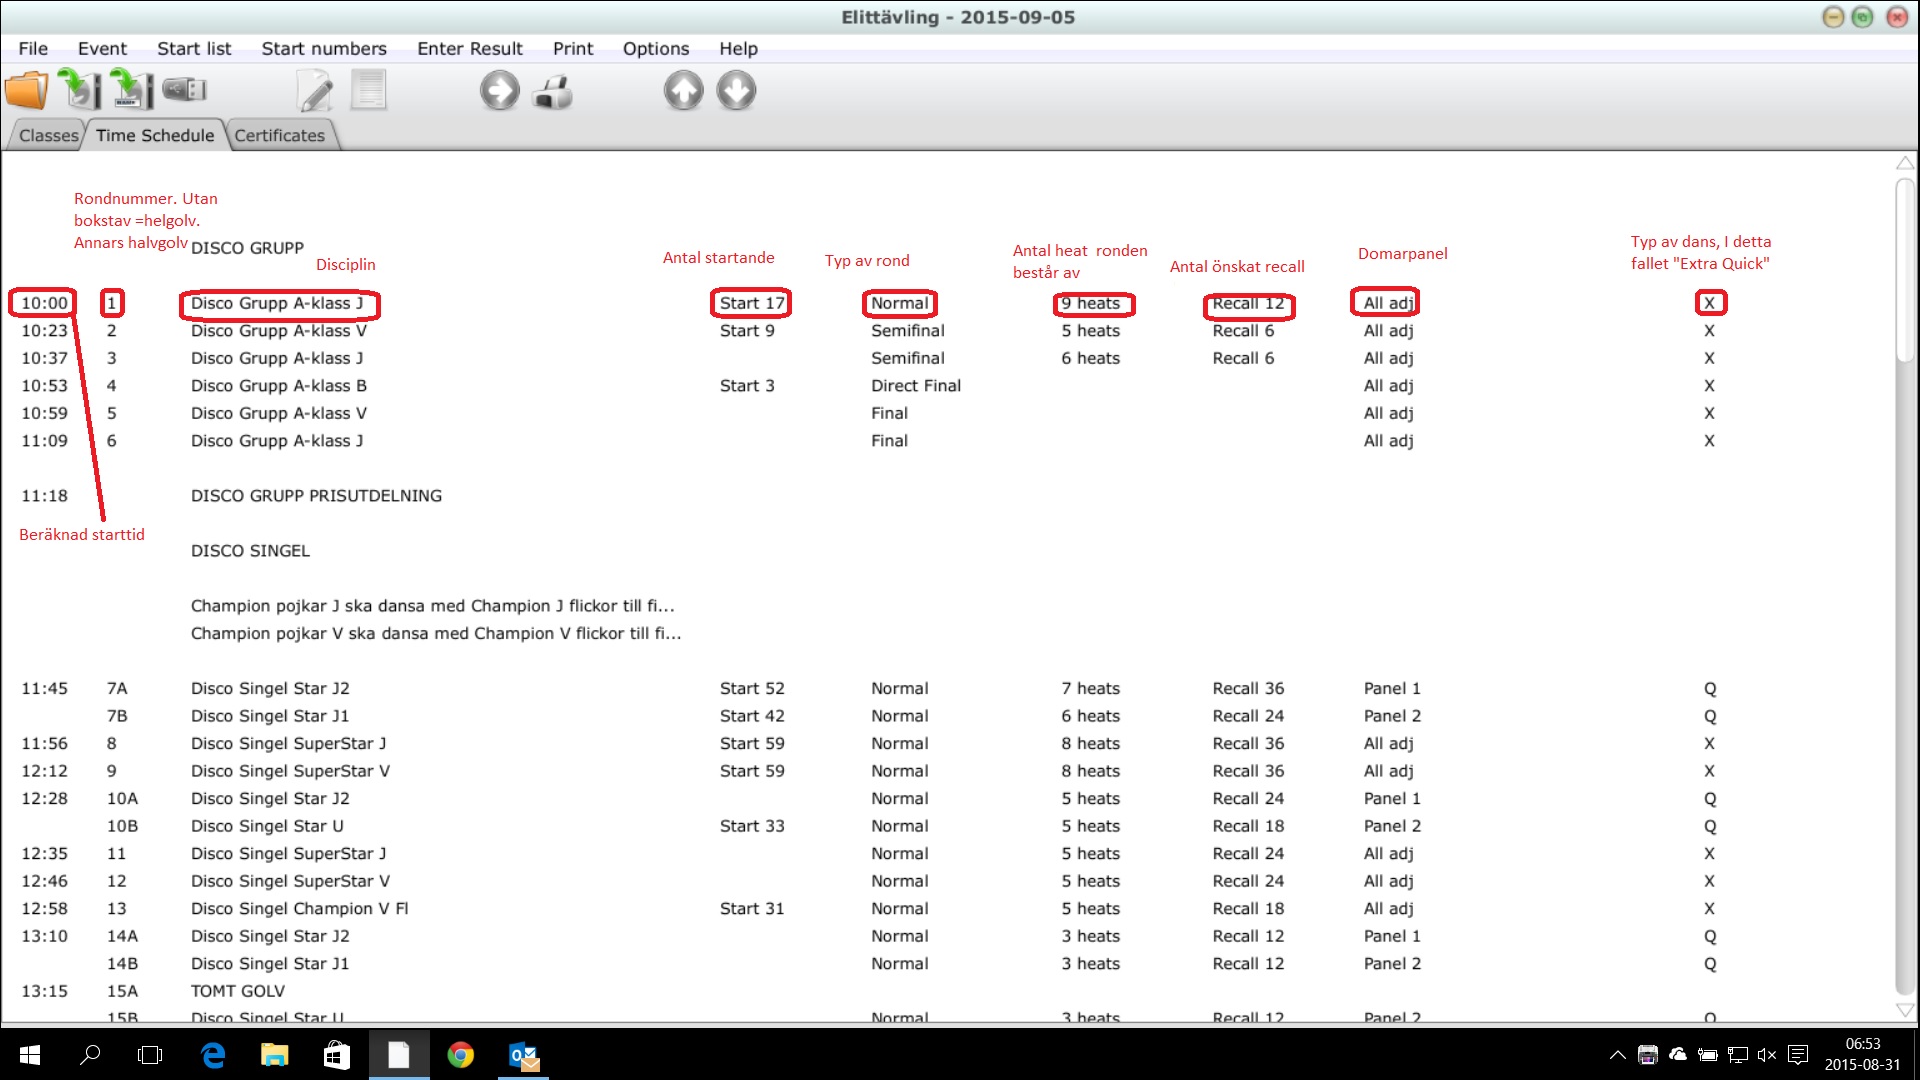 Elittävling - 2015-09-05
File Event Start list Start numbers Enter Result Print Options Help
Classes Time Schedule Certificates
Rondnummer. Utan
bokstav =helgolv.
Annars halvgolv
DISCO GRUPP
Disciplin
Antal startande
Typ av rond
Antal heat ronden
består av
Antal önskat recall
Domarpanel
Typ av dans, I detta
fallet "Extra Quick"
10:00 1 Disco Grupp A-klass J Start 17 Normal 9 heats Recall 12 All adj X
10:23 2 Disco Grupp A-klass V Start 9 Semifinal 5 heats Recall 6 All adj X
10:37 3 Disco Grupp A-klass J Semifinal 6 heats Recall 6 All adj X
10:53 4 Disco Grupp A-klass B Start 3 Direct Final All adj X
10:59 5 Disco Grupp A-klass V Final All adj X
11:09 6 Disco Grupp A-klass J Final All adj X
11:18 DISCO GRUPP PRISUTDELNING
Beräknad starttid
DISCO SINGEL
Champion pojkar J ska dansa med Champion J flickor till fi...
Champion pojkar V ska dansa med Champion V flickor till fi...
11:45 7A Disco Singel Star J2 Start 52 Normal 7 heats Recall 36 Panel 1 Q
7B Disco Singel Star J1 Start 42 Normal 6 heats Recall 24 Panel 2 Q
11:56 8 Disco Singel SuperStar J Start 59 Normal 8 heats Recall 36 All adj X
12:12 9 Disco Singel SuperStar V Start 59 Normal 8 heats Recall 36 All adj X
12:28 10A Disco Singel Star J2 Normal 5 heats Recall 24 Panel 1 Q
10B Disco Singel Star U Start 33 Normal 5 heats Recall 18 Panel 2 Q
12:35 11 Disco Singel SuperStar J Normal 5 heats Recall 24 All adj X
12:46 12 Disco Singel SuperStar V Normal 5 heats Recall 24 All adj X
12:58 13 Disco Singel Champion V Fl Start 31 Normal 5 heats Recall 18 All adj X
13:10 14A Disco Singel Star J2 Normal 3 heats Recall 12 Panel 1 Q
14B Disco Singel Star J1 Normal 3 heats Recall 12 Panel 2 Q
13:15 15A TOMT GOLV
15B Disco Singel Star U Normal 3 heats Recall 12 Panel 2 Q
06:53
2015-08-31